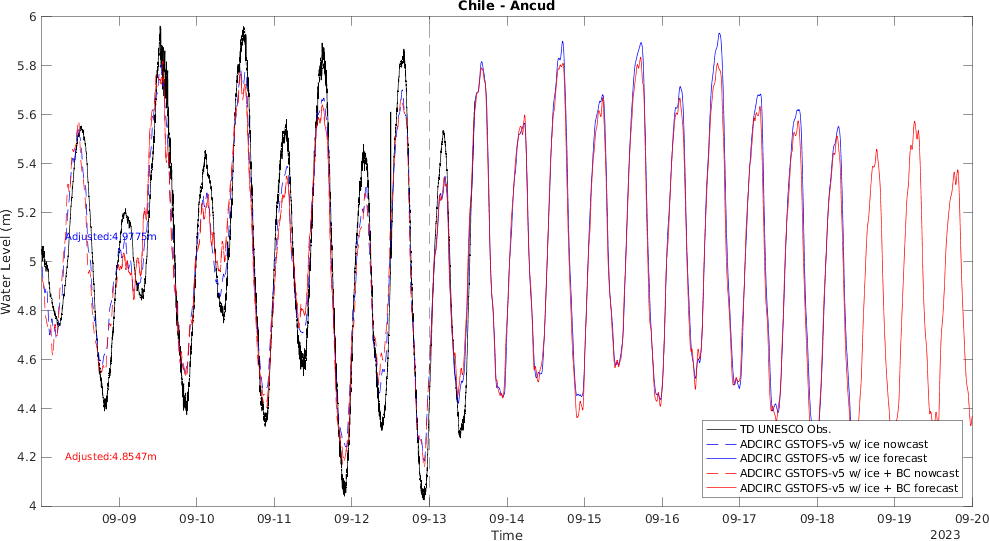 Chile - Ancud
6
5.8
5.6
5.4
5.2
5
4.8
4.6
4.4
4.2
4
Water Level (m)
Adjusted:4.9775m
Adjusted:4.8547m
TD UNESCO Obs.
ADCIRC GSTOFS-v5 w/ ice nowcast
ADCIRC GSTOFS-v5 w/ ice forecast
ADCIRC GSTOFS-v5 w/ ice + BC nowcast
ADCIRC GSTOFS-v5 w/ ice + BC forecast
09-09 09-10 09-11 09-12 09-13 09-14 09-15 09-16 09-17 09-18 09-19 09-20
Time
2023